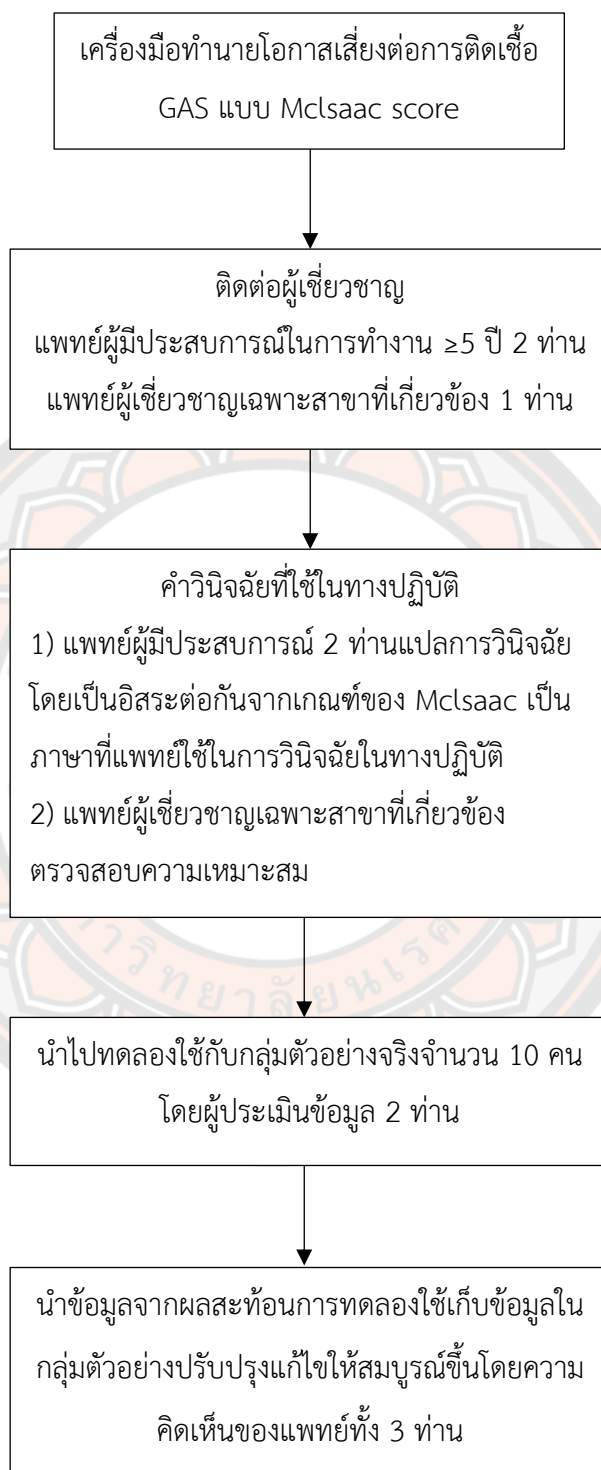 เครื่องมือทำนายโอกาสเสี่ยงต่อการติดเชื้อ
GAS แบบ Mclsaac score
ติดต่อผู้เชี่ยวชาญ
แพทย์ผู้มีประสบการณ์ในการทำงาน ≥5 ปี 2 ท่าน
แพทย์ผู้เชี่ยวชาญเฉพาะสาขาที่เกี่ยวข้อง 1 ท่าน
คำวินิจฉัยที่ใช้ในทางปฏิบัติ
1) แพทย์ผู้มีประสบการณ์ 2 ท่านแปลการวินิจฉัย
โดยเป็นอิสระต่อกันจากเกณฑ์ของ Mclsaac เป็น
ภาษาที่แพทย์ใช้ในการวินิจฉัยในทางปฏิบัติ
2) แพทย์ผู้เชี่ยวชาญเฉพาะสาขาที่เกี่ยวข้อง
ตรวจสอบความเหมาะสม
นำไปทดลองใช้กับกลุ่มตัวอย่างจริงจำนวน 10 คน
โดยผู้ประเมินข้อมูล 2 ท่าน
นำข้อมูลจากผลสะท้อนการทดลองใช้เก็บข้อมูลใน
กลุ่มตัวอย่างปรับปรุงแก้ไขให้สมบูรณ์ขึ้นโดยความ
คิดเห็นของแพทย์ทั้ง 3 ท่าน